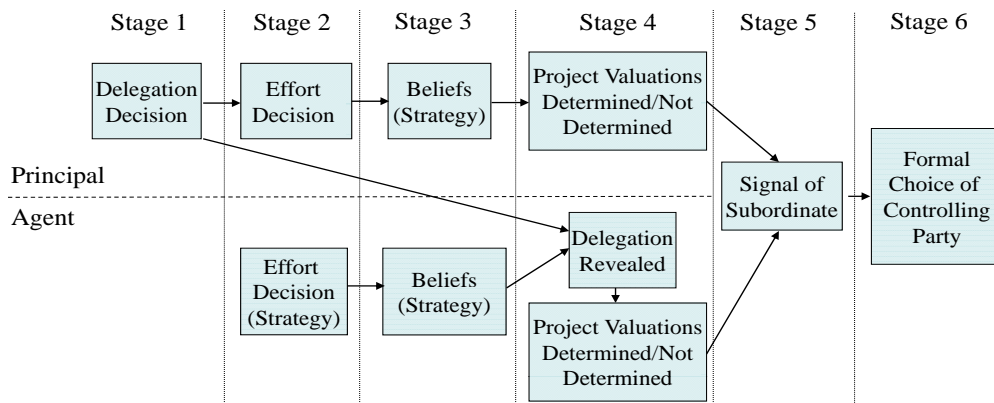 Stage 1
Stage 2
Stage 3
Stage 4
Stage 5
Stage 6
Delegation
Decision
Effort
Decision
Beliefs
(Strategy)
Project Valuations
Determined/Not
Determined
Principal
Agent
Signal of
Subordinate
Formal
Choice of
Controlling
Party
Effort
Decision
(Strategy)
Beliefs
(Strategy)
Delegation
Revealed
Project Valuations
Determined/Not
Determined